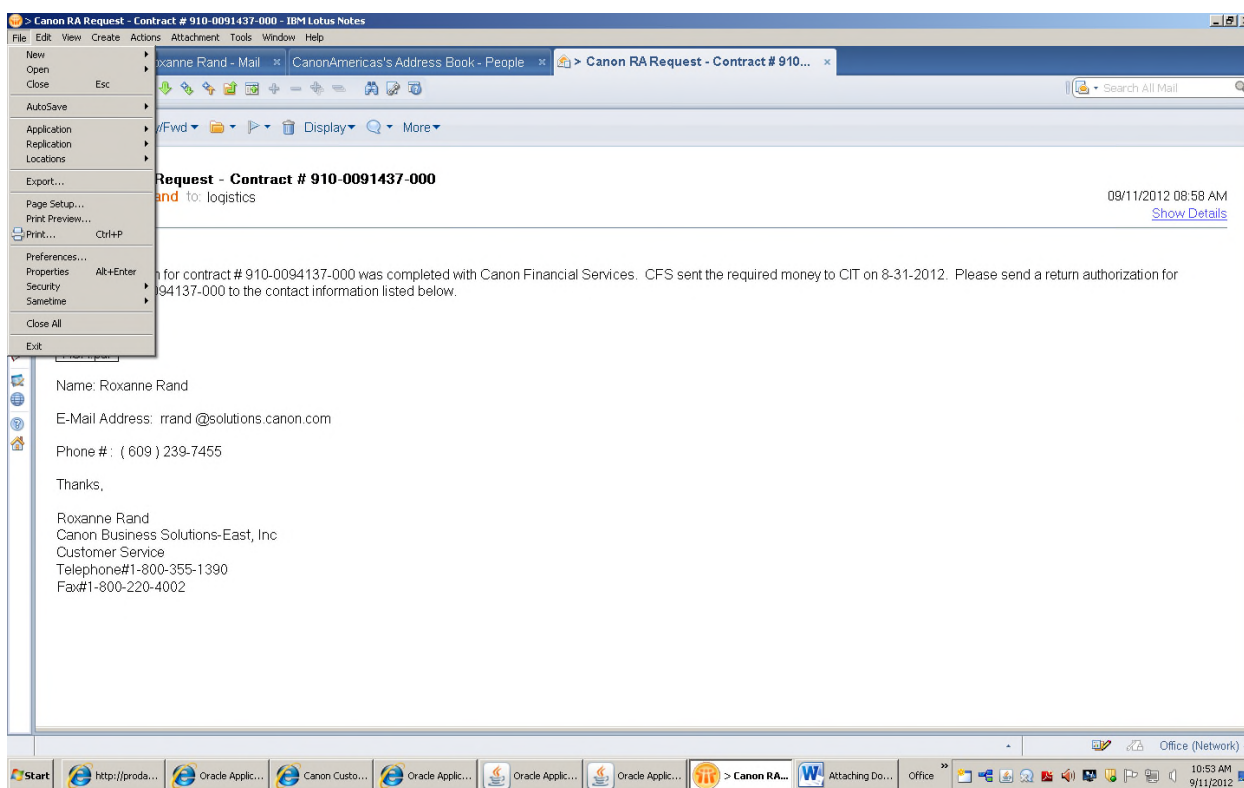 > Canon RA Request - Contract # 910-0091437-000 - IBM Lotus Notes
File Edit View Create Actions Attachment Tools Window Help
oxanne Rand - Mail × CanonAmericas's Address Book - People × > Canon RA Request - Contract # 910... ×
New
Open
Close Esc
AutoSave
Application
Replication
Locations
Export...
Page Setup...
Print Preview...
Print... Ctrl+P
Preferences...
Properties Alt+Enter
Security
Sametime
Close All
Exit
Search All Mail
y/Fwd Display More
Request - Contract # 910-0091437-000
and to: logistics
09/11/2012 08:58 AM
Show Details
n for contract # 910-0094137-000 was completed with Canon Financial Services. CFS sent the required money to CIT on 8-31-2012. Please send a return authorization for
94137-000 to the contact information listed below.
Name: Roxanne Rand
E-Mail Address: rrand @solutions.canon.com
Phone # : ( 609 ) 239-7455
Thanks,
Roxanne Rand
Canon Business Solutions-East, Inc
Customer Service
Telephone#1-800-355-1390
Fax#1-800-220-4002
Office (Network)
Start http://proda... Oracle Applic... Canon Custo... Oracle Applic... Oracle Applic... Oracle Applic... > Canon RA... Attaching Do... Office » 10:53 AM
9/11/2012